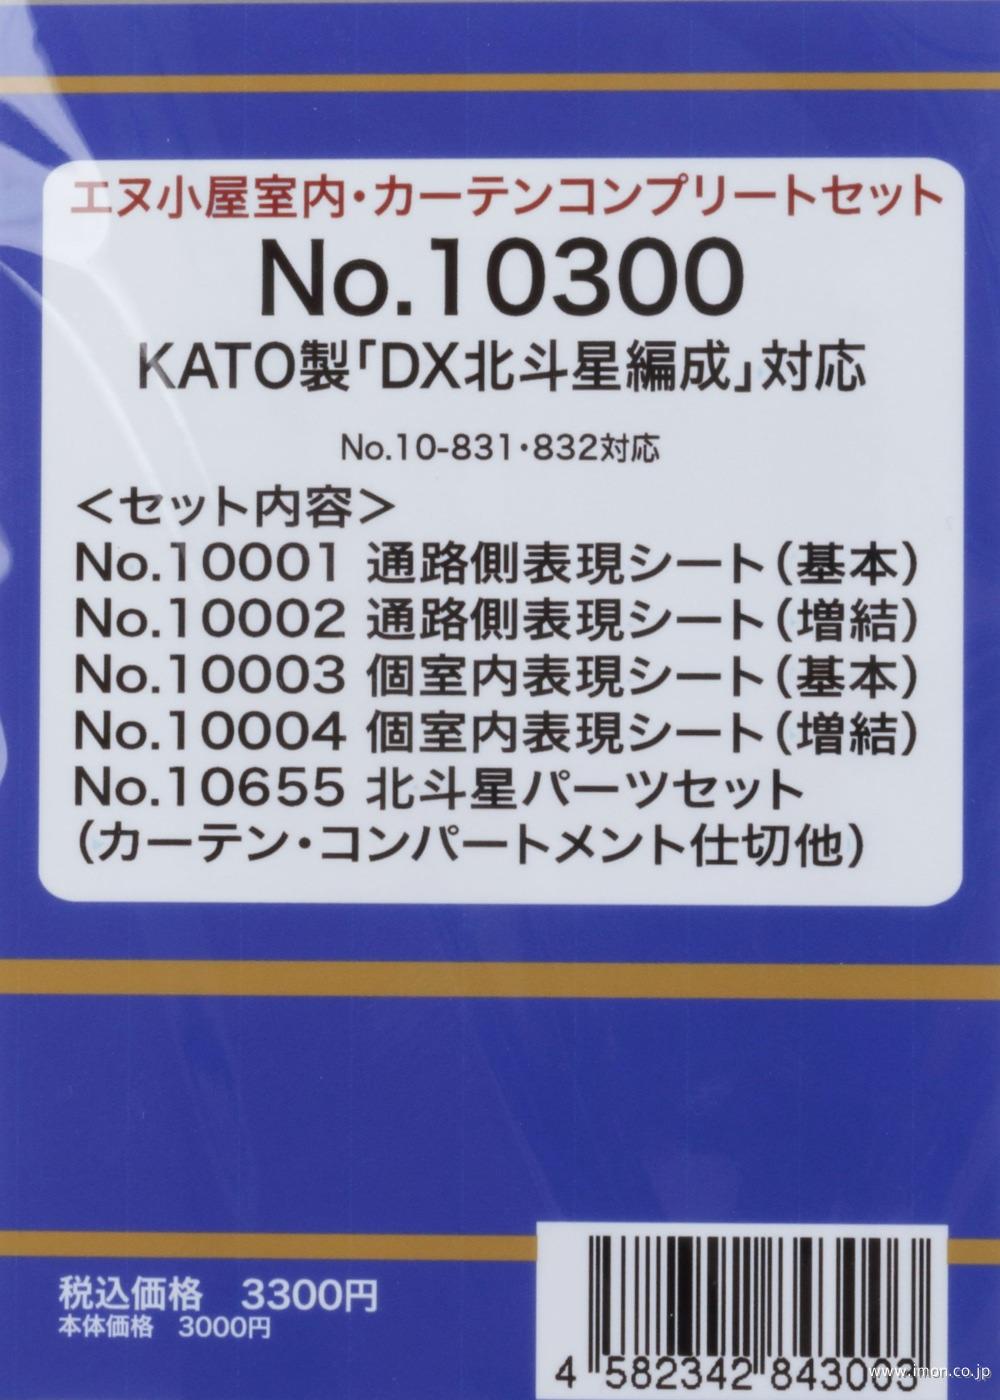 エヌ小屋室内・カーテンコンプリートセット
No.10300
KATO製「DX北斗星編成」対応
No.10-831・832対応
＜セット内容＞
No.10001 通路側表現シート（基本）
No.10002 通路側表現シート（増結）
No.10003 個室内表現シート（基本）
No.10004 個室内表現シート（増結）
No.10655 北斗星パーツセット
（カーテン・コンパートメント仕切他）
税込価格　3300円
本体価格　3000円
4 582342 843003
www.imon.co.jp